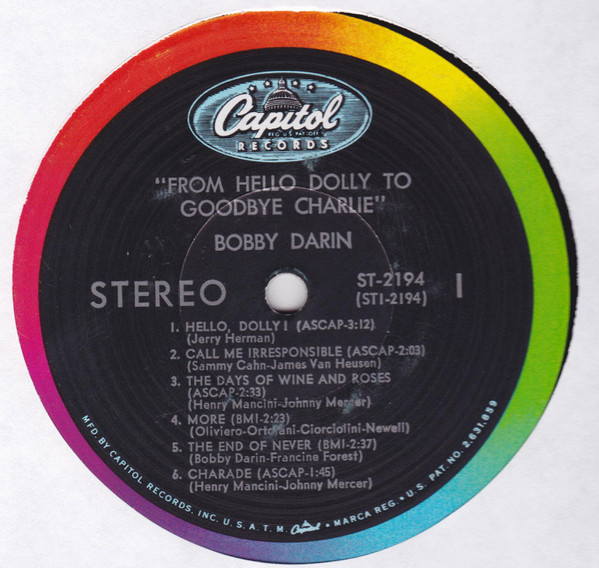 Capitol
REG. U.S. PAT. OFF.
RECORDS
"FROM HELLO DOLLY TO
GOODBYE CHARLIE"
BOBBY DARIN
STEREO
ST-2194
(ST1-2194)
1
1. HELLO, DOLLY! (ASCAP-3:12)
(Jerry Herman)
2. CALL ME IRRESPONSIBLE (ASCAP-2:03)
(Sammy Cahn-James Van Heusen)
3. THE DAYS OF WINE AND ROSES
(ASCAP-2:33)
(Henry Mancini-Johnny Mercer)
4. MORE (BMI-2:23)
(Oliviero-Ortolani-Ciorciolini-Newell)
5. THE END OF NEVER (BMI-2:37)
(Bobby Darin-Francine Forest)
6. CHARADE (ASCAP-1:45)
(Henry Mancini-Johnny Mercer)
MFD. BY CAPITOL RECORDS, INC. U.S.A. T.M. Capitol • MARCA REG. • U.S. PAT. NO. 2,631,859